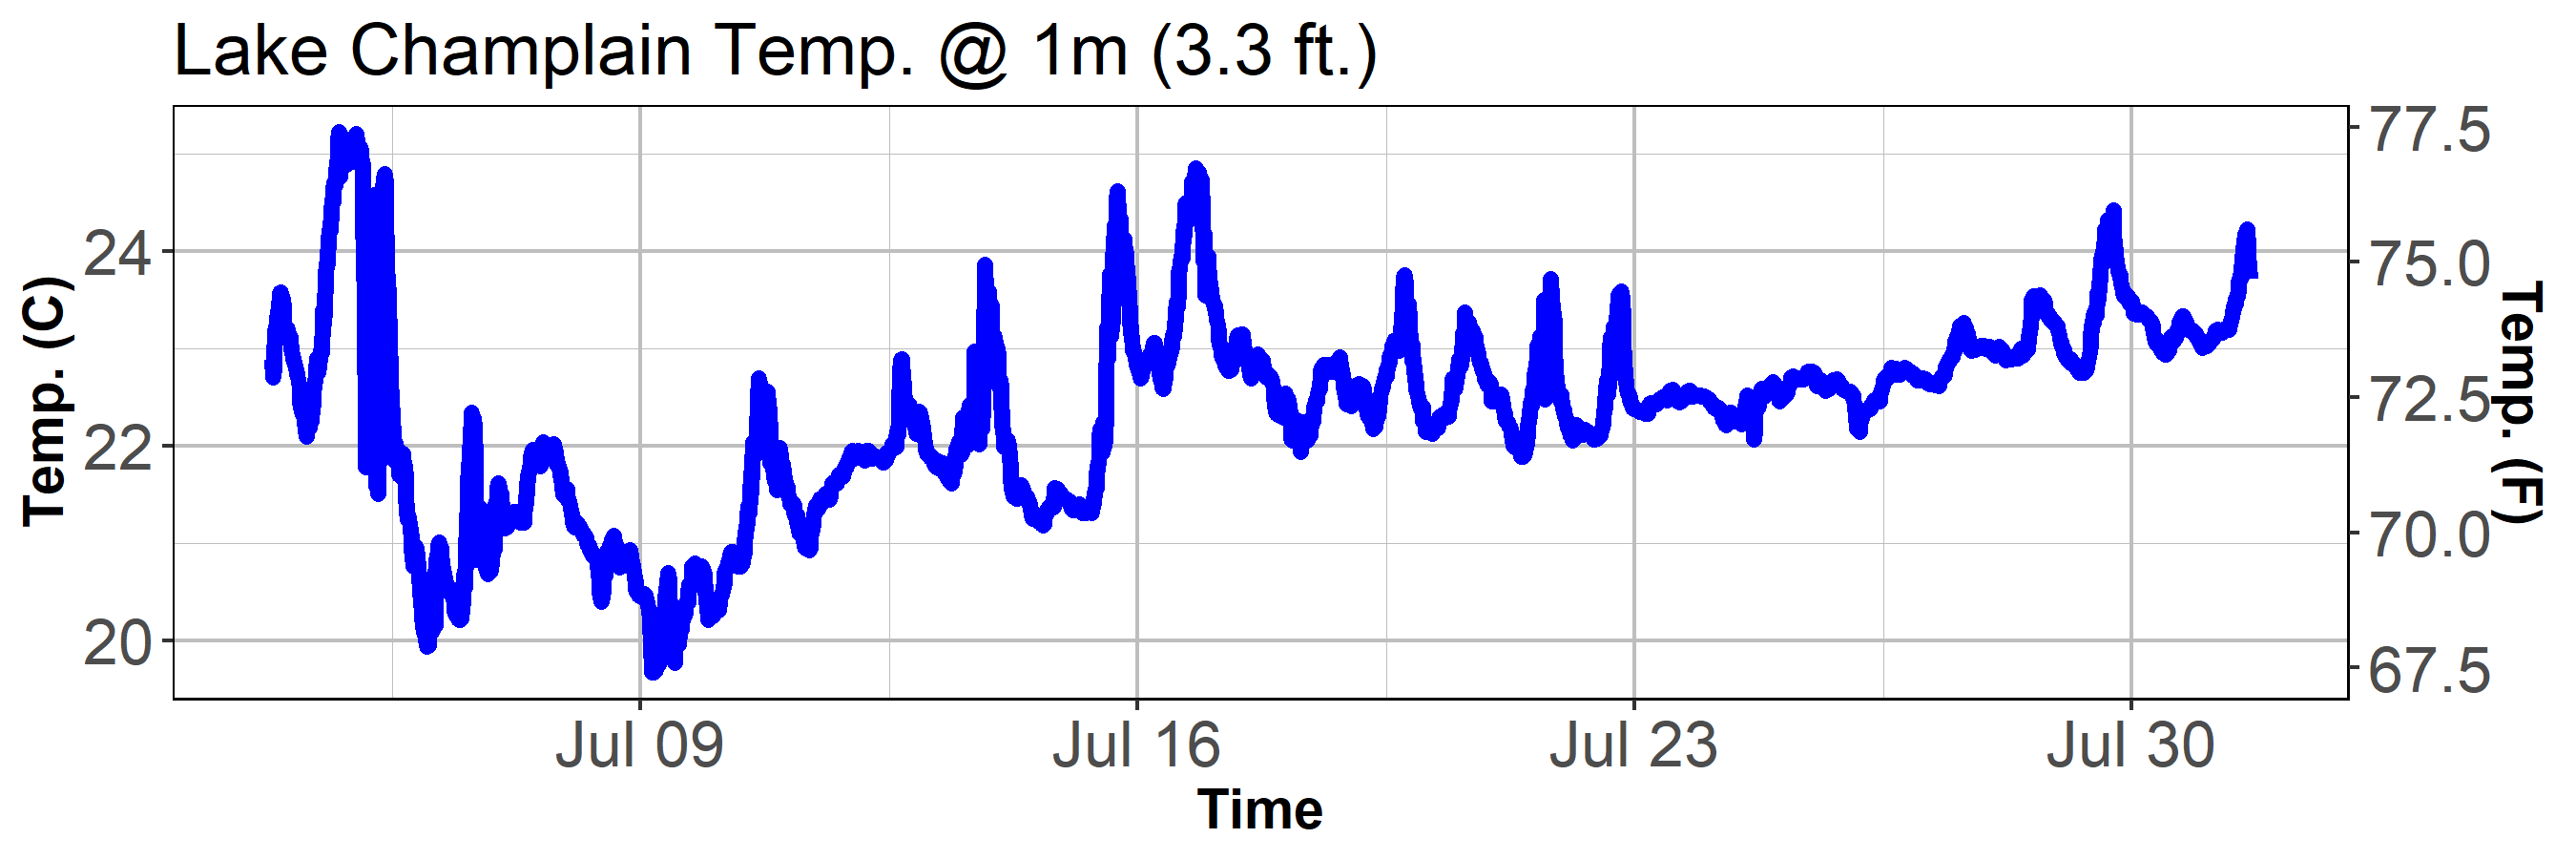 Lake Champlain Temp. @ 1m (3.3 ft.)
Temp. (C)
24
22
20
77.5
75.0
72.5
70.0
67.5
Temp. (F)
Jul 09
Jul 16
Jul 23
Jul 30
Time